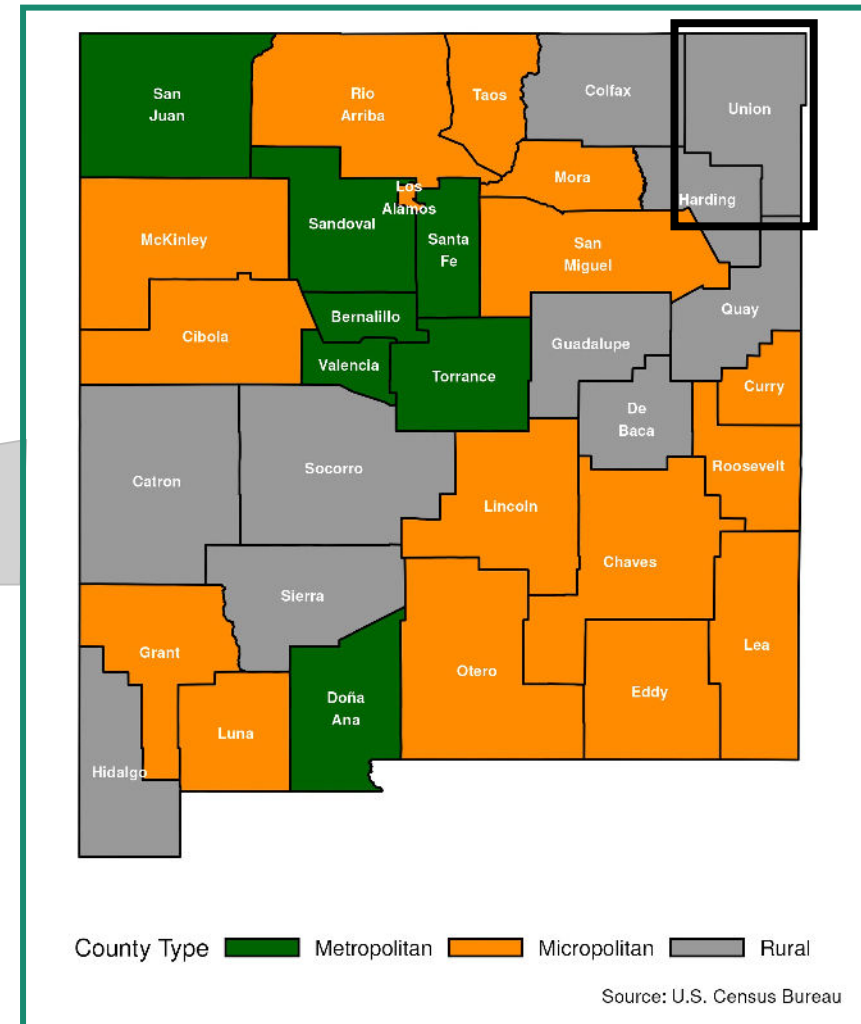 San
Juan
Rio
Arriba
Taos
Colfax
Union
Mora
Harding
Los
Alamos
McKinley
Sandoval
Santa
Fe
San
Miguel
Cibola
Bernalillo
Quay
Valencia
Torrance
Guadalupe
Curry
De
Baca
Roosevelt
Catron
Socorro
Lincoln
Chaves
Sierra
Grant
Otero
Lea
Doña
Ana
Eddy
Luna
Hidalgo
County Type Metropolitan Micropolitan Rural
Source: U.S. Census Bureau